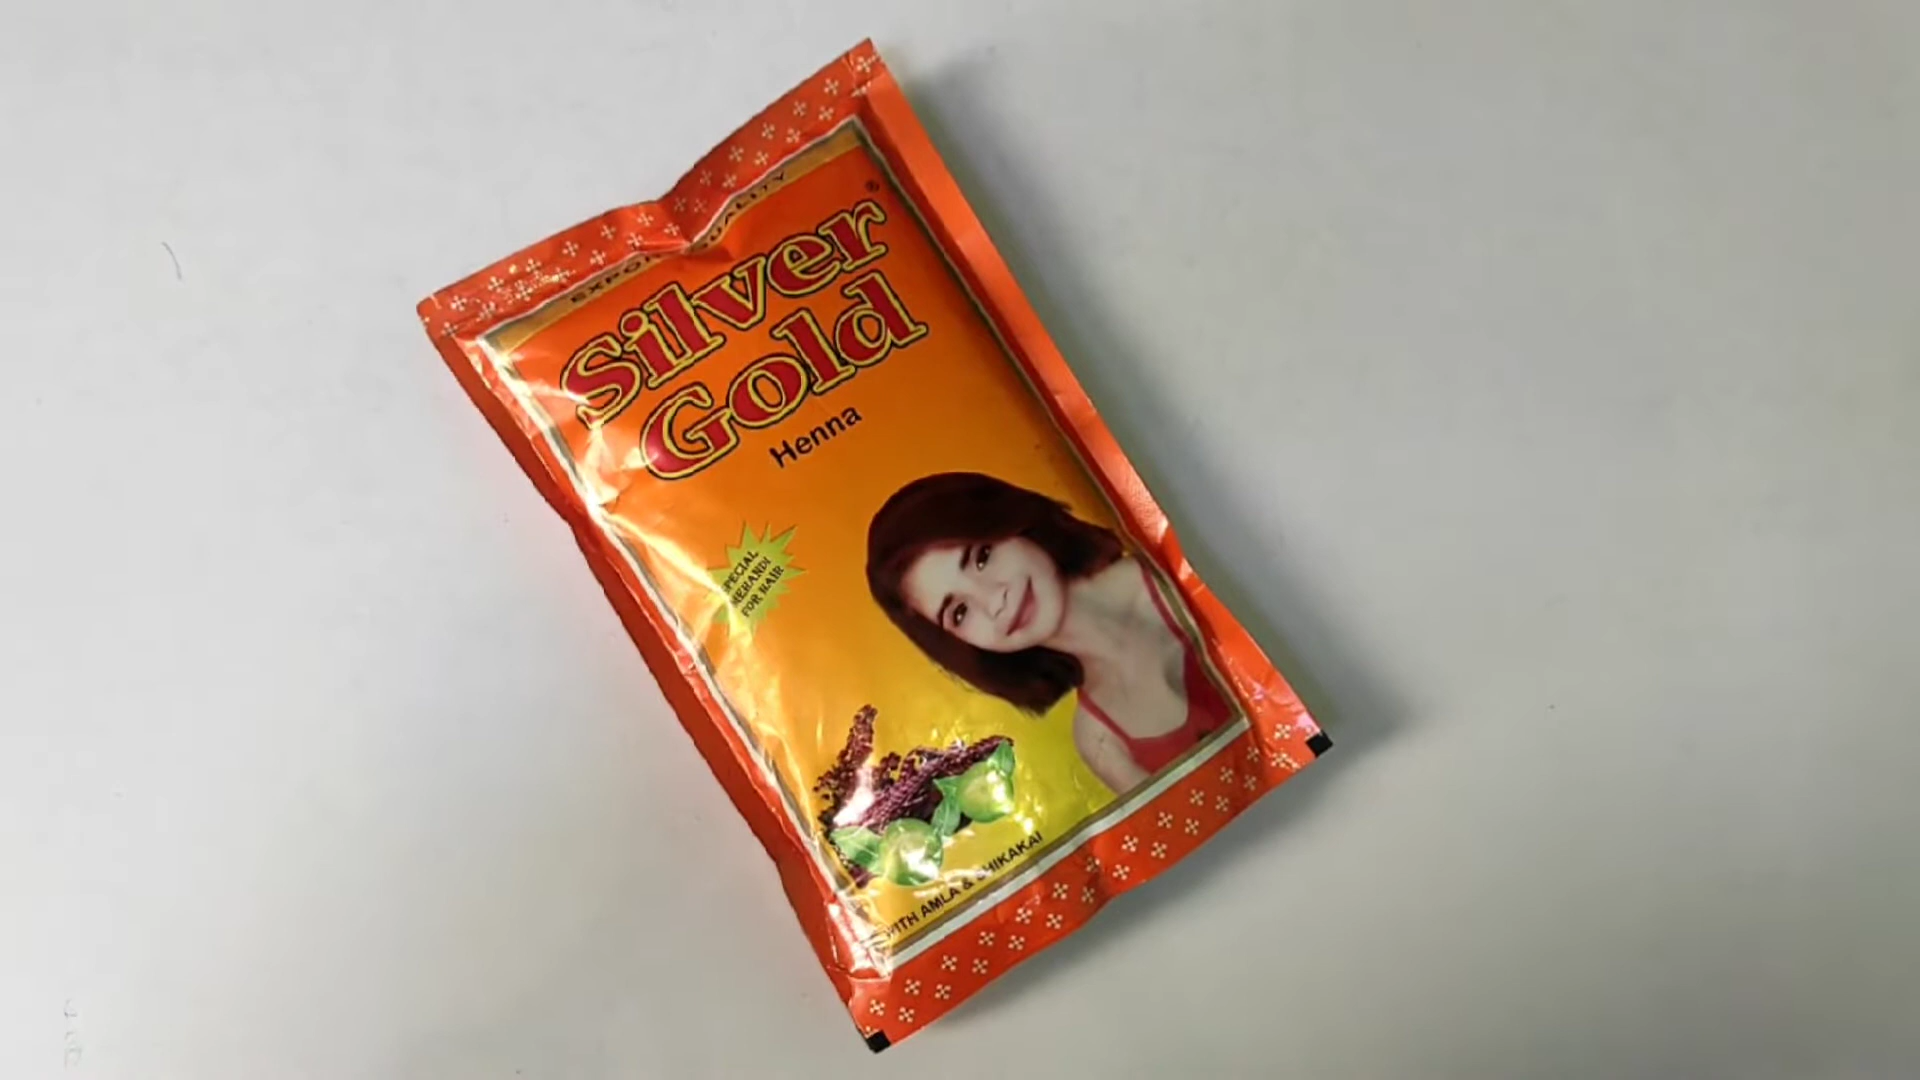 EXPORT QUALITY
Silver ®
Gold
Henna
SPECIAL
MEHANDI
FOR HAIR
WITH AMLA & SHIKAKAI